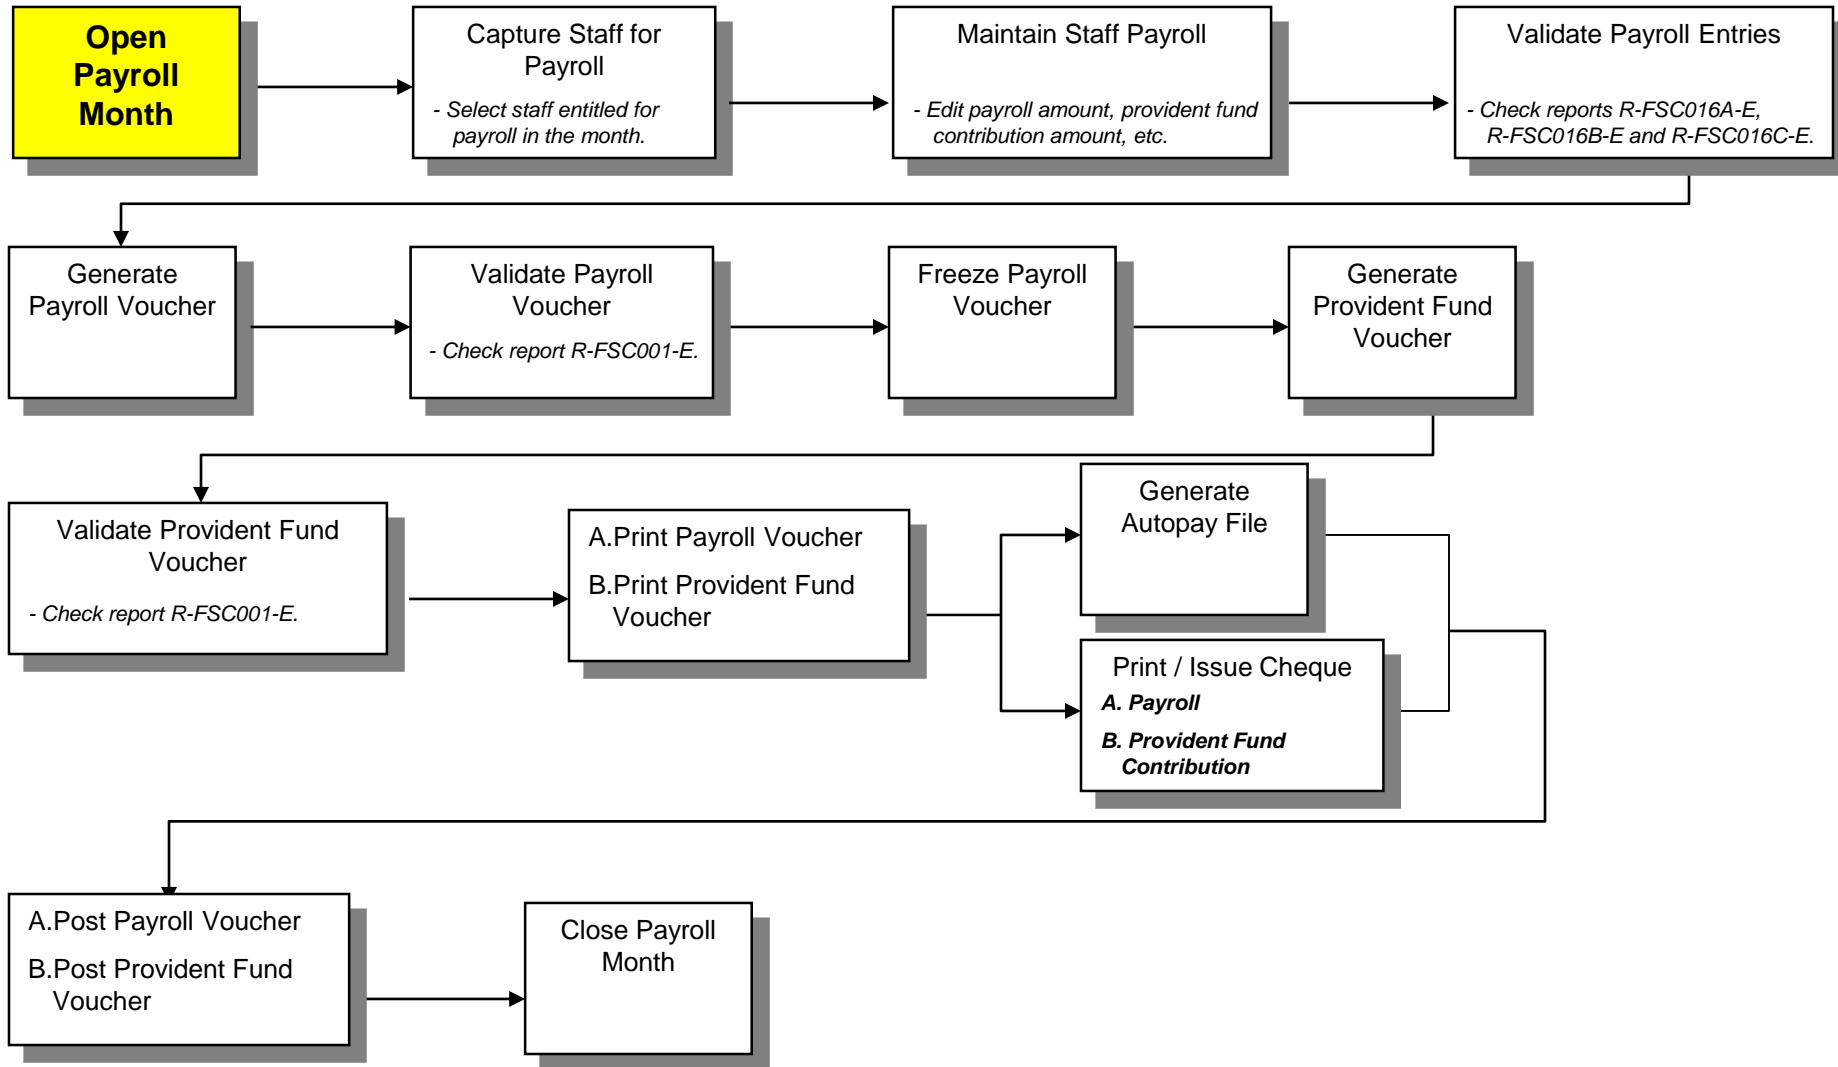 Open
Payroll
Month
Capture Staff for
Payroll
- Select staff entitled for
payroll in the month.
Maintain Staff Payroll
- Edit payroll amount, provident fund
contribution amount, etc.
Validate Payroll Entries
- Check reports R-FSC016A-E,
R-FSC016B-E and R-FSC016C-E.
Generate
Payroll Voucher
Validate Payroll
Voucher
- Check report R-FSC001-E.
Freeze Payroll
Voucher
Generate
Provident Fund
Voucher
Validate Provident Fund
Voucher
- Check report R-FSC001-E.
A.Print Payroll Voucher
B.Print Provident Fund
Voucher
Generate
Autopay File
Print / Issue Cheque
A. Payroll
B. Provident Fund
Contribution
A.Post Payroll Voucher
B.Post Provident Fund
Voucher
Close Payroll
Month